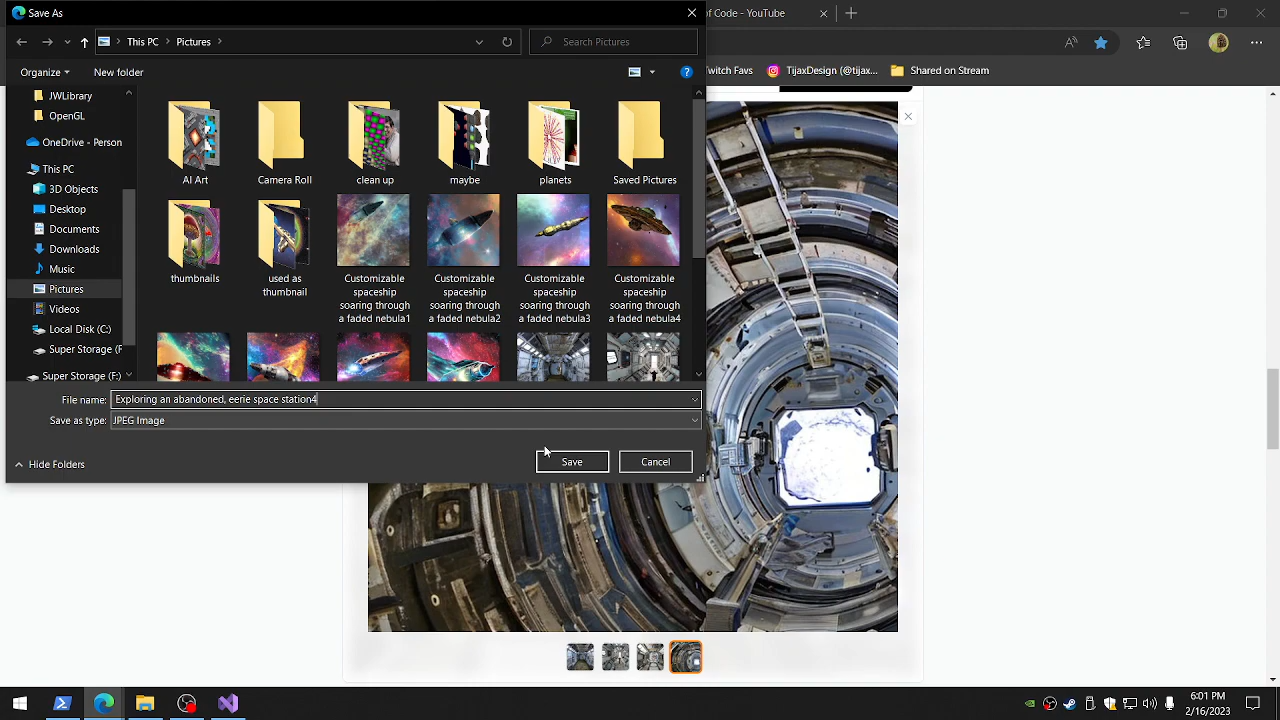 Save As
of Code - YouTube
This PC
Pictures
Search Pictures
Organize
New folder
witch Favs
TijaxDesign (@tijax...
Shared on Stream
JWLibrary
OpenGL
OneDrive - Person
This PC
3D Objects
Desktop
Documents
Downloads
Music
Pictures
Videos
Local Disk (C:)
Super Storage (F
Super Storage (F:)
AI Art
Camera Roll
clean up
maybe
planets
Saved Pictures
thumbnails
used as
thumbnail
Customizable
spaceship
soaring through
a faded nebula1
Customizable
spaceship
soaring through
a faded nebula2
Customizable
spaceship
soaring through
a faded nebula3
Customizable
spaceship
soaring through
a faded nebula4
File name:
Exploring an abandoned, eerie space station4
Save as type:
JPEG Image
Hide Folders
Save
Cancel
6:01 PM
2/16/2023